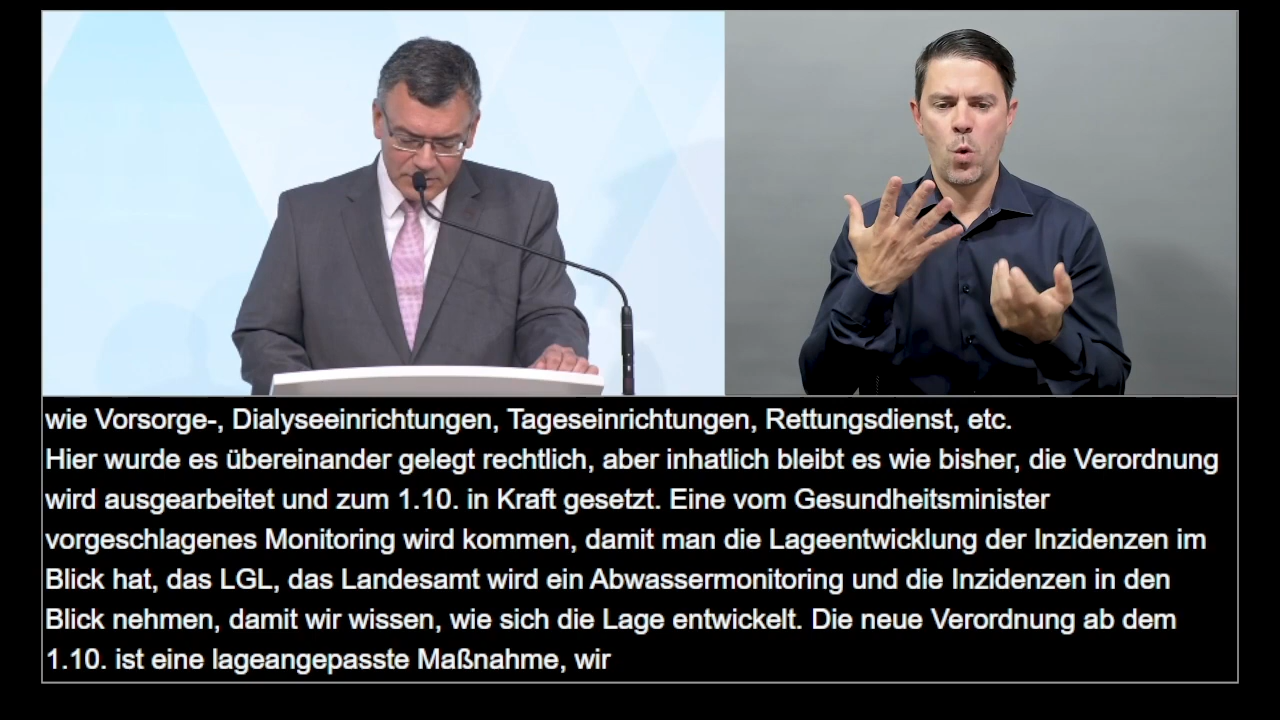 wie Vorsorge-, Dialyseeinrichtungen, Tageseinrichtungen, Rettungsdienst, etc.
Hier wurde es übereinander gelegt rechtlich, aber inhatlich bleibt es wie bisher, die Verordnung
wird ausgearbeitet und zum 1.10. in Kraft gesetzt. Eine vom Gesundheitsminister
vorgeschlagenes Monitoring wird kommen, damit man die Lageentwicklung der Inzidenzen im
Blick hat, das LGL, das Landesamt wird ein Abwassermonitoring und die Inzidenzen in den
Blick nehmen, damit wir wissen, wie sich die Lage entwickelt. Die neue Verordnung ab dem
1.10. ist eine lageangepasste Maßnahme, wir